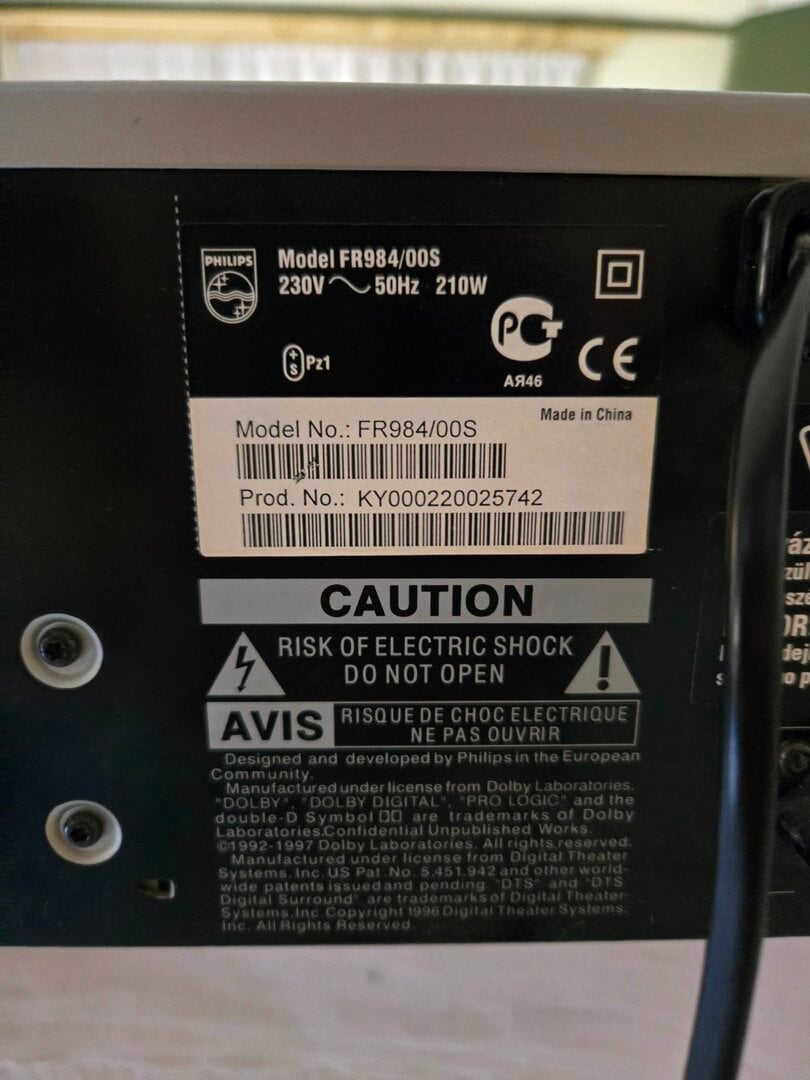 PHILIPS
Model FR984/00S
230V 50Hz 210W
+
s
Pz1
PCT
АЯ46
CE
Made in China
Model No.: FR984/00S
Prod. No.: KY000220025742
CAUTION
RISK OF ELECTRIC SHOCK
DO NOT OPEN
AVIS
RISQUE DE CHOC ELECTRIQUE
NE PAS OUVRIR
Designed and developed by Philips in the European
Community.
Manufactured under license from Dolby Laboratories.
"DOLBY", "DOLBY DIGITAL", "PRO LOGIC" and the
double-D Symbol are trademarks of Dolby
Laboratories.Confidential Unpublished Works.
©1992-1997 Dolby Laboratories. All rights reserved.
Manufactured under license from Digital Theater
Systems, Inc. US Pat. No. 5.451.942 and other world-
wide patents issued and pending. "DTS" and "DTS
Digital Surround" are trademarks of Digital Theater
Systems, Inc. Copyright 1996 Digital Theater Systems,
Inc. All Rights Reserved.